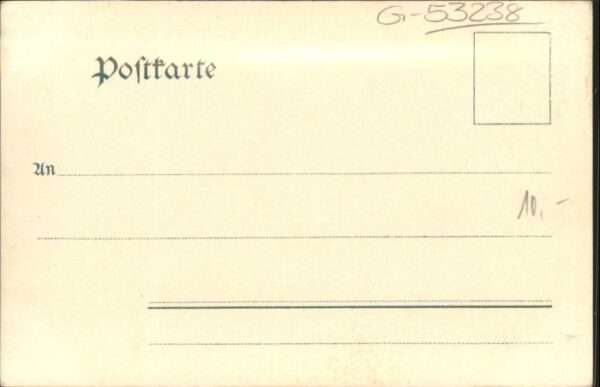 G-53238
Postkarte
An
10,-